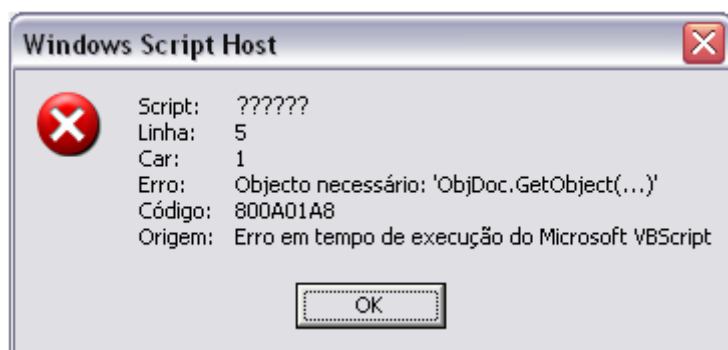 Windows Script Host
Script: ??????
Linha: 5
Car: 1
Erro: Objecto necessário: 'ObjDoc.GetObject(...)'
Código: 800A01A8
Origem: Erro em tempo de execução do Microsoft VBScript
OK